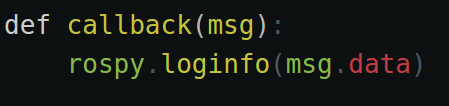 def callback(msg):
    rospy.loginfo(msg.data)